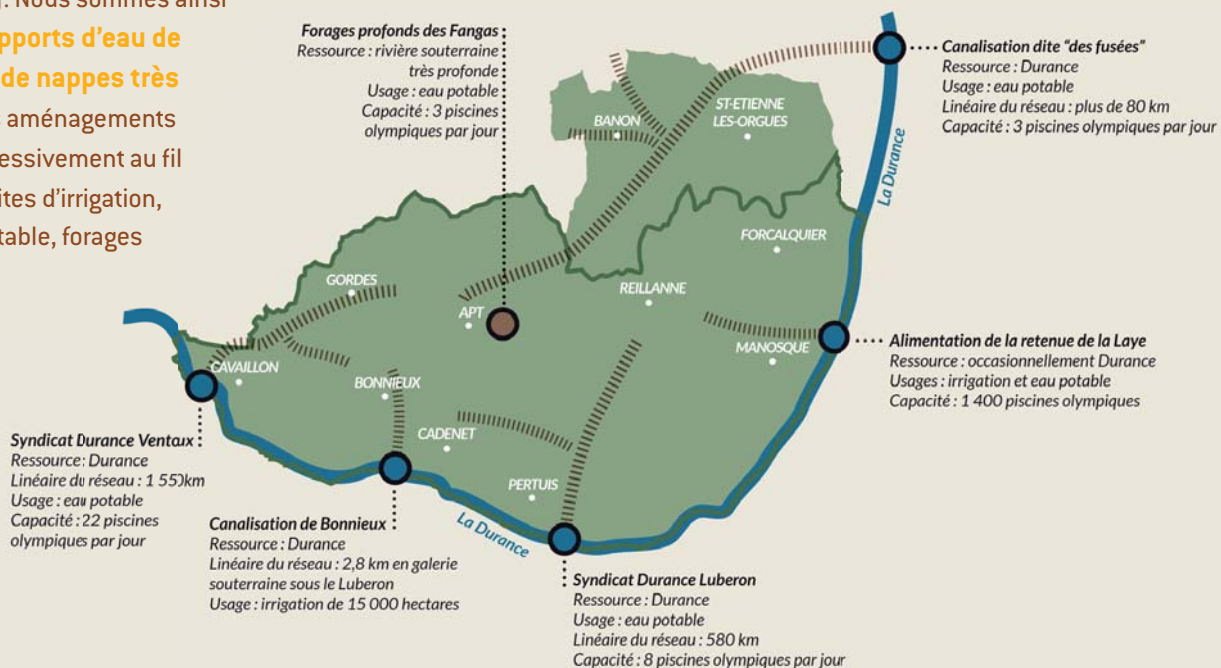 ). Nous sommes ainsi
pports d'eau de
de nappes très
s aménagements
essivement au fil
ites d'irrigation,
table, forages
Forages profonds des Fangas
Ressource : rivière souterraine
très profonde
Usage : eau potable
Capacité : 3 piscines
olympiques par jour
Canalisation dite "des fusées"
Ressource : Durance
Usage : eau potable
Linéaire du réseau : plus de 80 km
Capacité : 3 piscines olympiques par jour
BANON
ST-ETIENNE
LES-ORGUES
La Durance
FORCALQUIER
GORDES
REILLANNE
APT
MANOSQUE
Alimentation de la retenue de la Laye
Ressource : occasionnellement Durance
Usages : irrigation et eau potable
Capacité : 1 400 piscines olympiques
CAVAILLON
BONNIEUX
CADENET
PERTUIS
La Durance
Syndicat Durance Ventoux
Ressource : Durance
Linéaire du réseau : 1 550km
Usage : eau potable
Capacité : 22 piscines
olympiques par jour
Canalisation de Bonnieux
Ressource : Durance
Linéaire du réseau : 2,8 km en galerie
souterraine sous le Luberon
Usage : irrigation de 15 000 hectares
Syndicat Durance Luberon
Ressource : Durance
Usage : eau potable
Linéaire du réseau : 580 km
Capacité : 8 piscines olympiques par jour